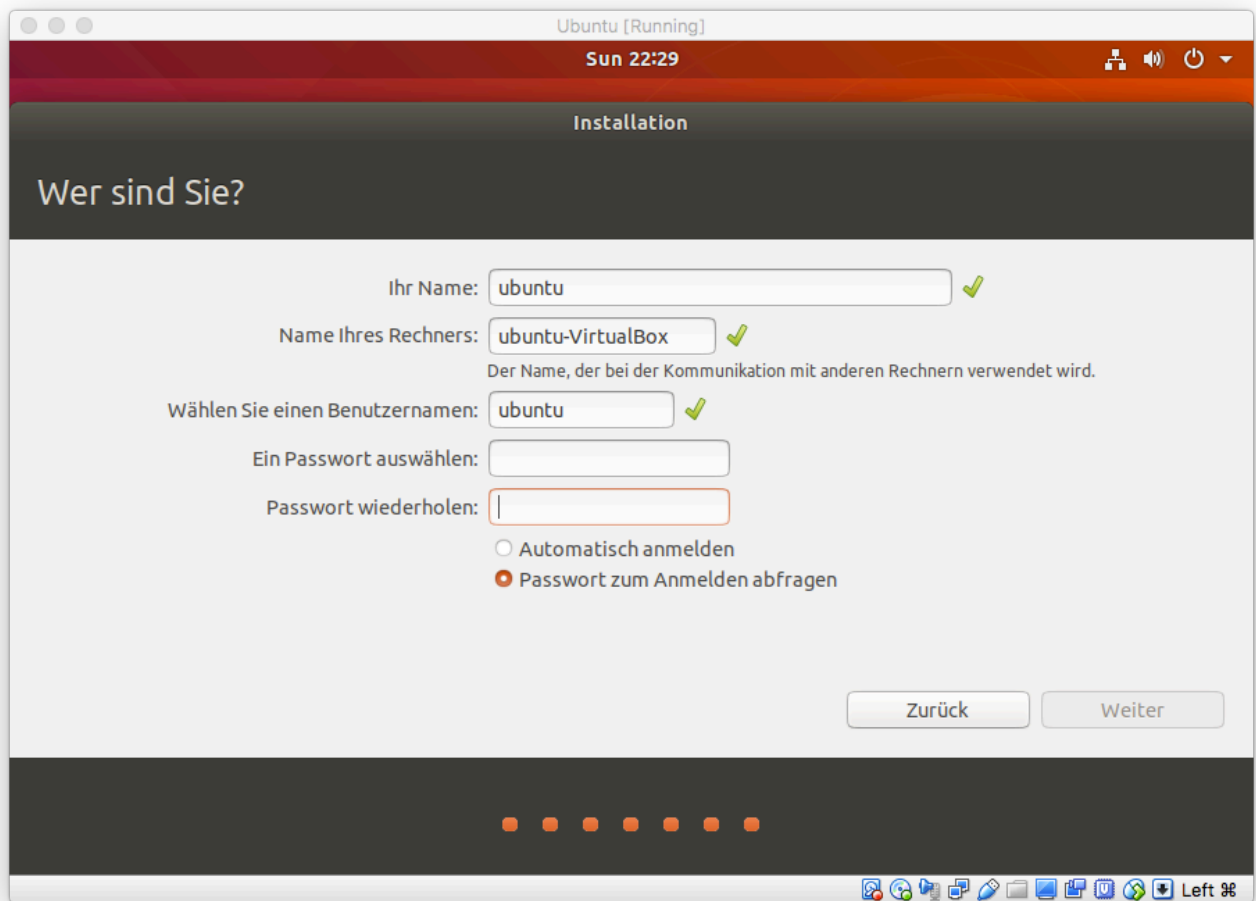 Ubuntu [Running]
Sun 22:29
Installation
Wer sind Sie?
Ihr Name: ubuntu
Name Ihres Rechners: ubuntu-VirtualBox
Der Name, der bei der Kommunikation mit anderen Rechnern verwendet wird.
Wählen Sie einen Benutzernamen: ubuntu
Ein Passwort auswählen:
Passwort wiederholen:
Automatisch anmelden
Passwort zum Anmelden abfragen
Zurück Weiter
Left ⌘